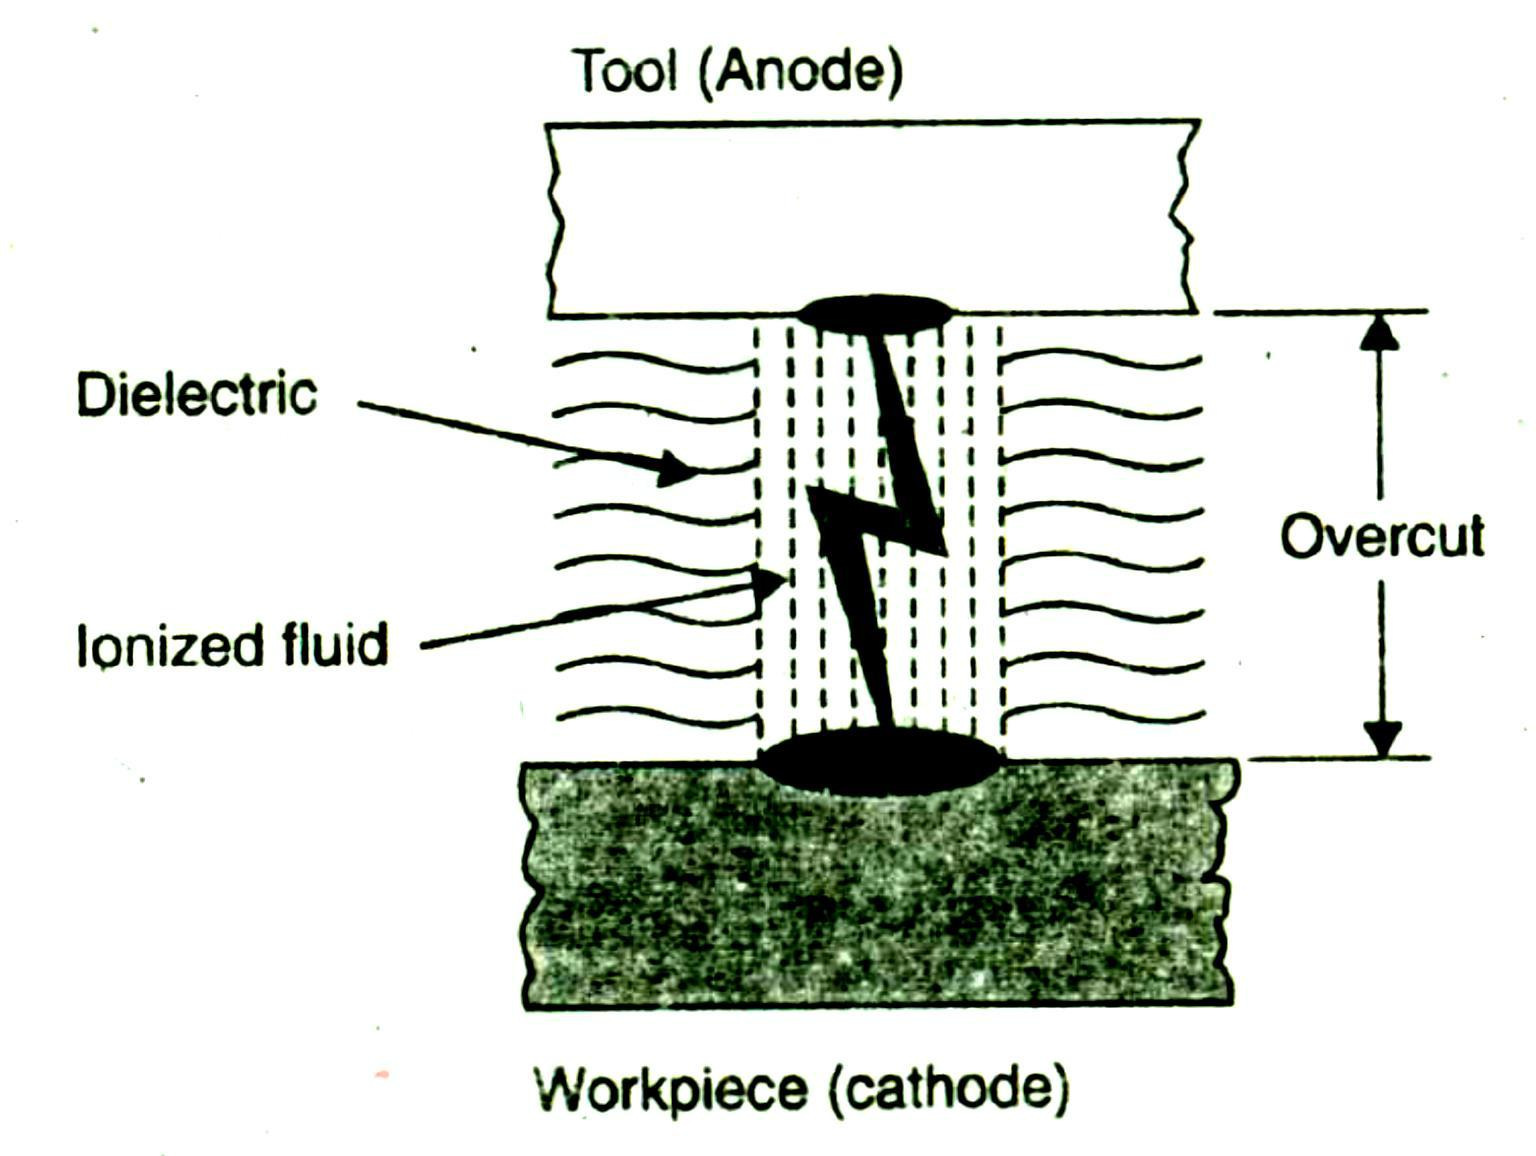 Tool (Anode)
Dielectric
Overcut
Ionized fluid
Workpiece (cathode)